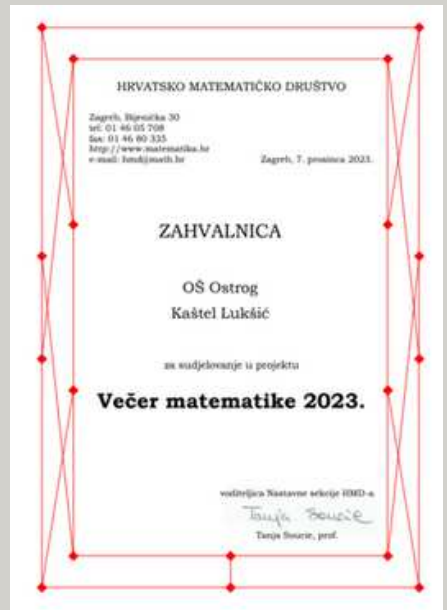 HRVATSKO MATEMATIČKO DRUŠTVO
Zagreb, Bijenička 30
tel: 01 46 05 708
fax: 01 46 80 335
http://www.matematika.hr
e-mail: hmd@math.hr
Zagreb, 7. prosinca 2023.
ZAHVALNICA
OŠ Ostrog
Kaštel Lukšić
za sudjelovanje u projektu
Večer matematike 2023.
voditeljica Nastavne sekcije HMD-a
Tanja Soucie
Tanja Soucie, prof.